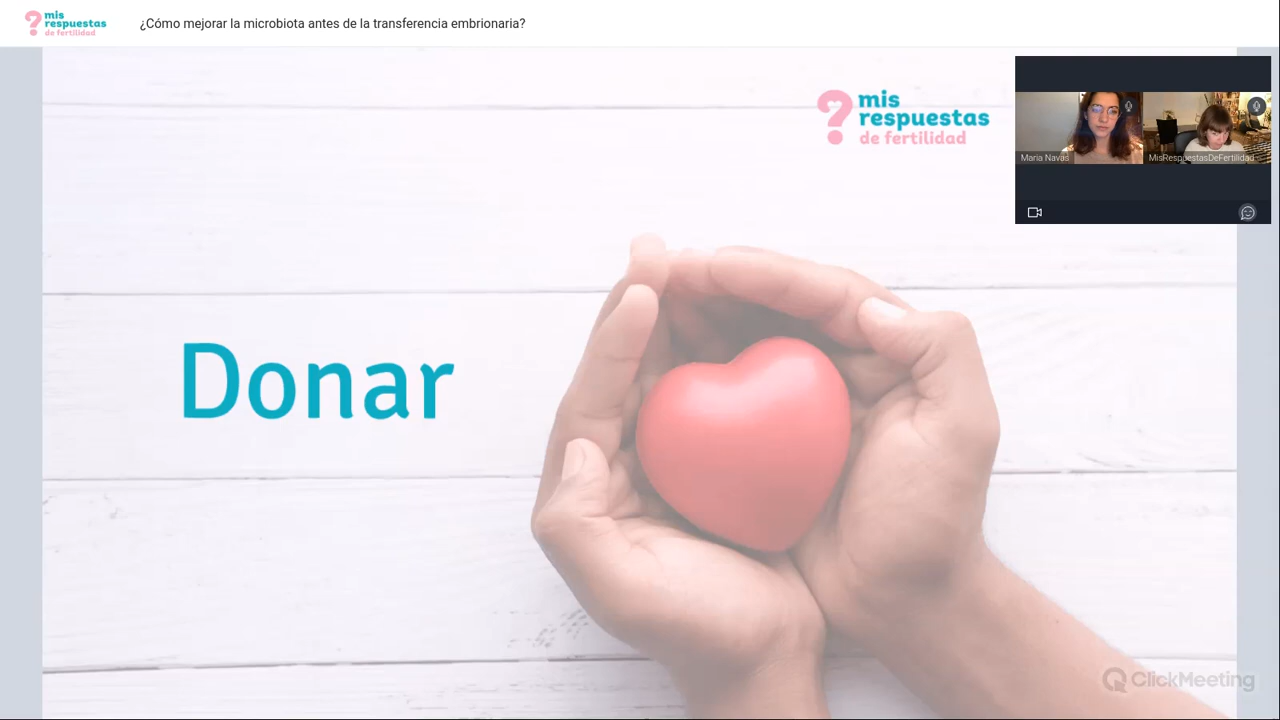 mis
respuestas
de fertilidad
¿Cómo mejorar la microbiota antes de la transferencia embrionaria?
mis
respuestas
de fertilidad
Maria Navas
MisRespuestasDeFertilidad
Donar
ClickMeeting